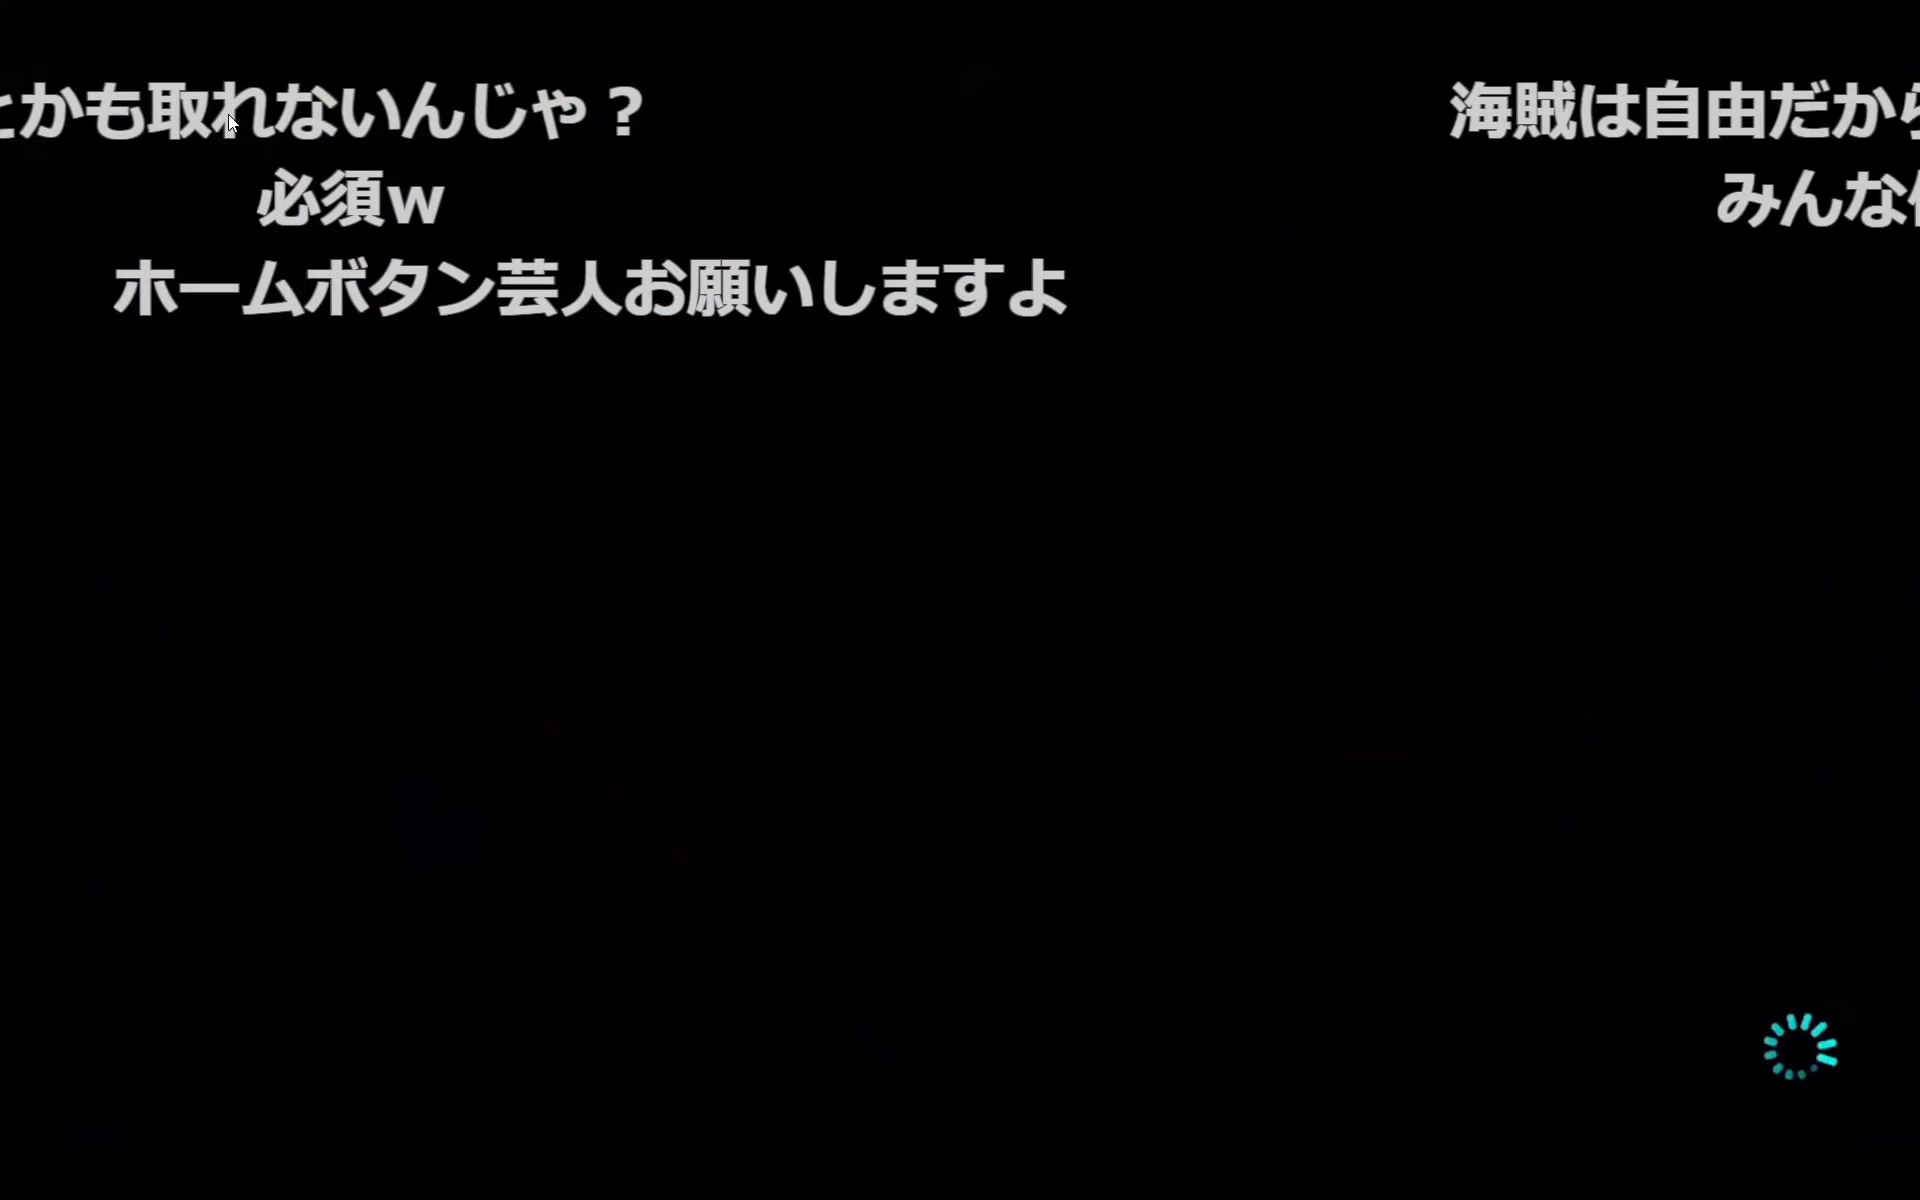 とかも取れないんじゃ？
海賊は自由だから
必須w
みんな
ホームボタン芸人お願いしますよ